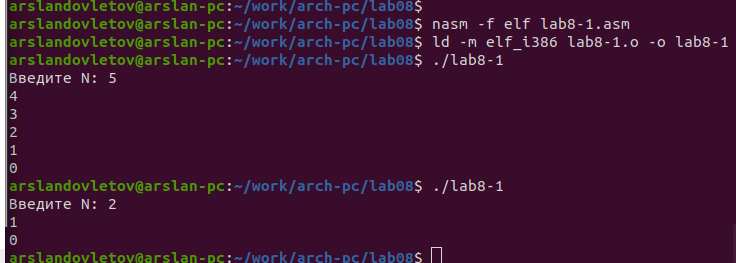 arslandovletov@arslan-pc:~/work/arch-pc/lab08$
arslandovletov@arslan-pc:~/work/arch-pc/lab08$ nasm -f elf lab8-1.asm
arslandovletov@arslan-pc:~/work/arch-pc/lab08$ ld -m elf_i386 lab8-1.o -o lab8-1
arslandovletov@arslan-pc:~/work/arch-pc/lab08$ ./lab8-1
Введите N: 5
4
3
2
1
0
arslandovletov@arslan-pc:~/work/arch-pc/lab08$ ./lab8-1
Введите N: 2
1
0
arslandovletov@arslan-pc:~/work/arch-pc/lab08$